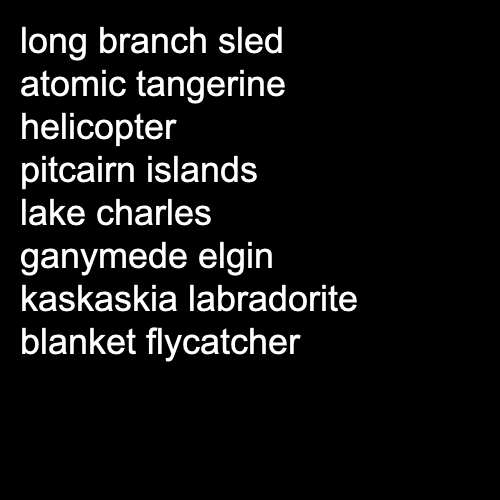 long branch sled
atomic tangerine
helicopter
pitcairn islands
lake charles
ganymede elgin
kaskaskia labradorite
blanket flycatcher